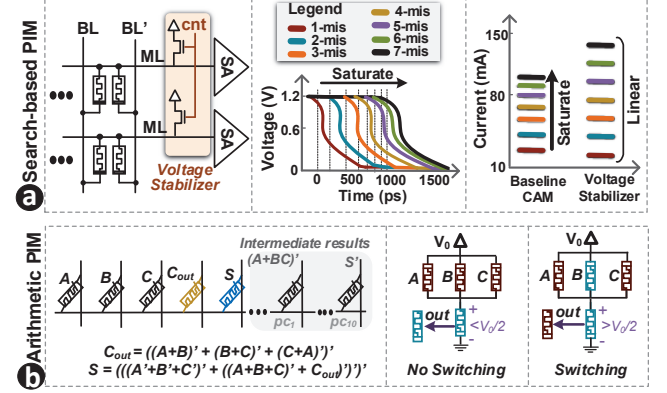 a Search-based PIM
BL BL' cnt
ML SA
ML SA
Voltage
Stabilizer
Legend
1-mis
2-mis
3-mis
4-mis
5-mis
6-mis
7-mis
Saturate
Voltage (V)
1.2
0.6
0
0 500 1000 1500
Time (ps)
Current (mA)
150
80
10
Saturate
Linear
Baseline
CAM
Voltage
Stabilizer
b Arithmetic PIM
Intermediate results
A B C Cout S (A+BC)' S'
pc1 pc10
Cout = ((A+B)' + (B+C)' + (C+A)')'
S = (((A'+B'+C')' + ((A+B+C)' + Cout)')')'
V0
A B C
out + <V0/2 -
No Switching
V0
A B C
out + >V0/2 -
Switching